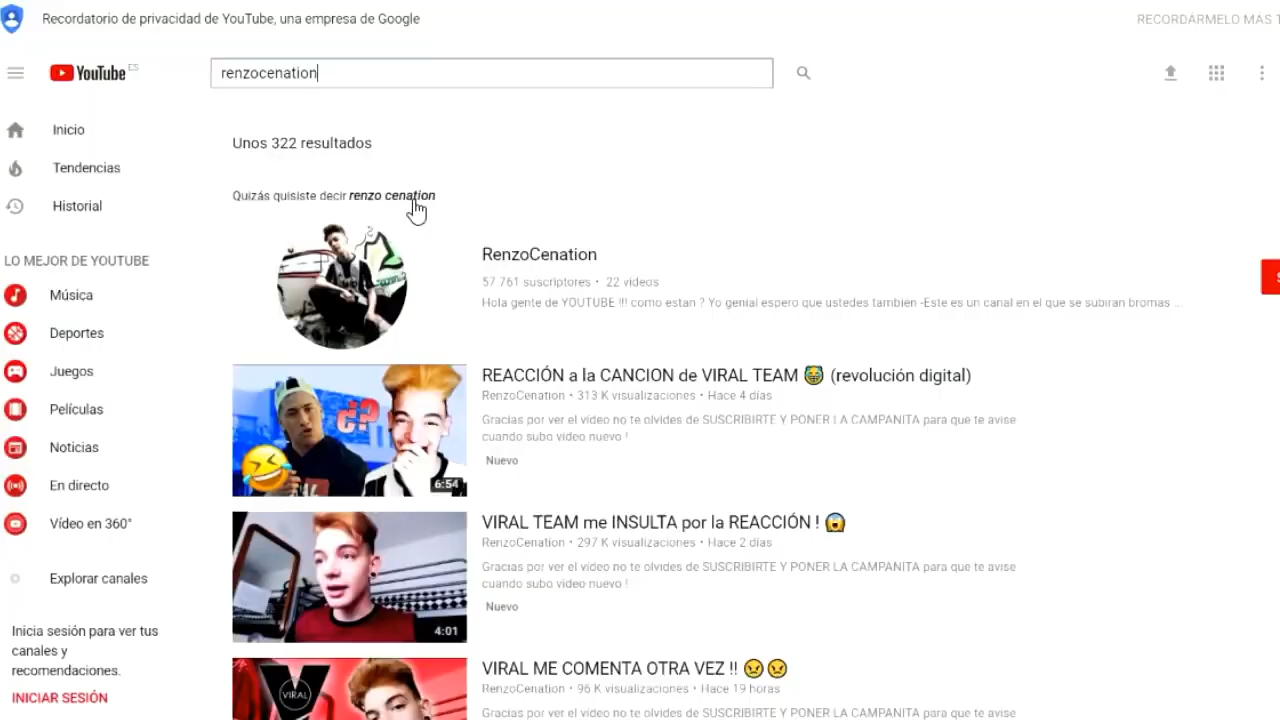 Recordatorio de privacidad de YouTube, una empresa de Google
RECORDÁRMELO MÁS T
YouTube ES
renzocenation
Inicio
Tendencias
Historial
LO MEJOR DE YOUTUBE
Música
Deportes
Juegos
Películas
Noticias
En directo
Vídeo en 360°
Explorar canales
Inicia sesión para ver tus
canales y
recomendaciones.
INICIAR SESIÓN
Unos 322 resultados
Quizás quisiste decir renzo cenation
RenzoCenation
57 761 suscriptores • 22 vídeos
Hola gente de YOUTUBE !!! como estan ? Yo genial espero que ustedes tambien -Este es un canal en el que se subiran bromas ...
S
¿?
6:54
REACCIÓN a la CANCION de VIRAL TEAM 😹 (revolución digital)
RenzoCenation • 313 K visualizaciones • Hace 4 días
Gracias por ver el vídeo no te olvides de SUSCRIBIRTE Y PONER LA CAMPANITA para que te avise
cuando subo video nuevo !
Nuevo
4:01
VIRAL TEAM me INSULTA por la REACCIÓN ! 😱
RenzoCenation • 297 K visualizaciones • Hace 2 días
Gracias por ver el vídeo no te olvides de SUSCRIBIRTE Y PONER LA CAMPANITA para que te avise
cuando subo video nuevo !
Nuevo
VIRAL
VIRAL ME COMENTA OTRA VEZ !! 😡😡
RenzoCenation • 96 K visualizaciones • Hace 19 horas
Gracias por ver el vídeo no te olvides de SUSCRIBIRTE Y PONER LA CAMPANITA para que te avise